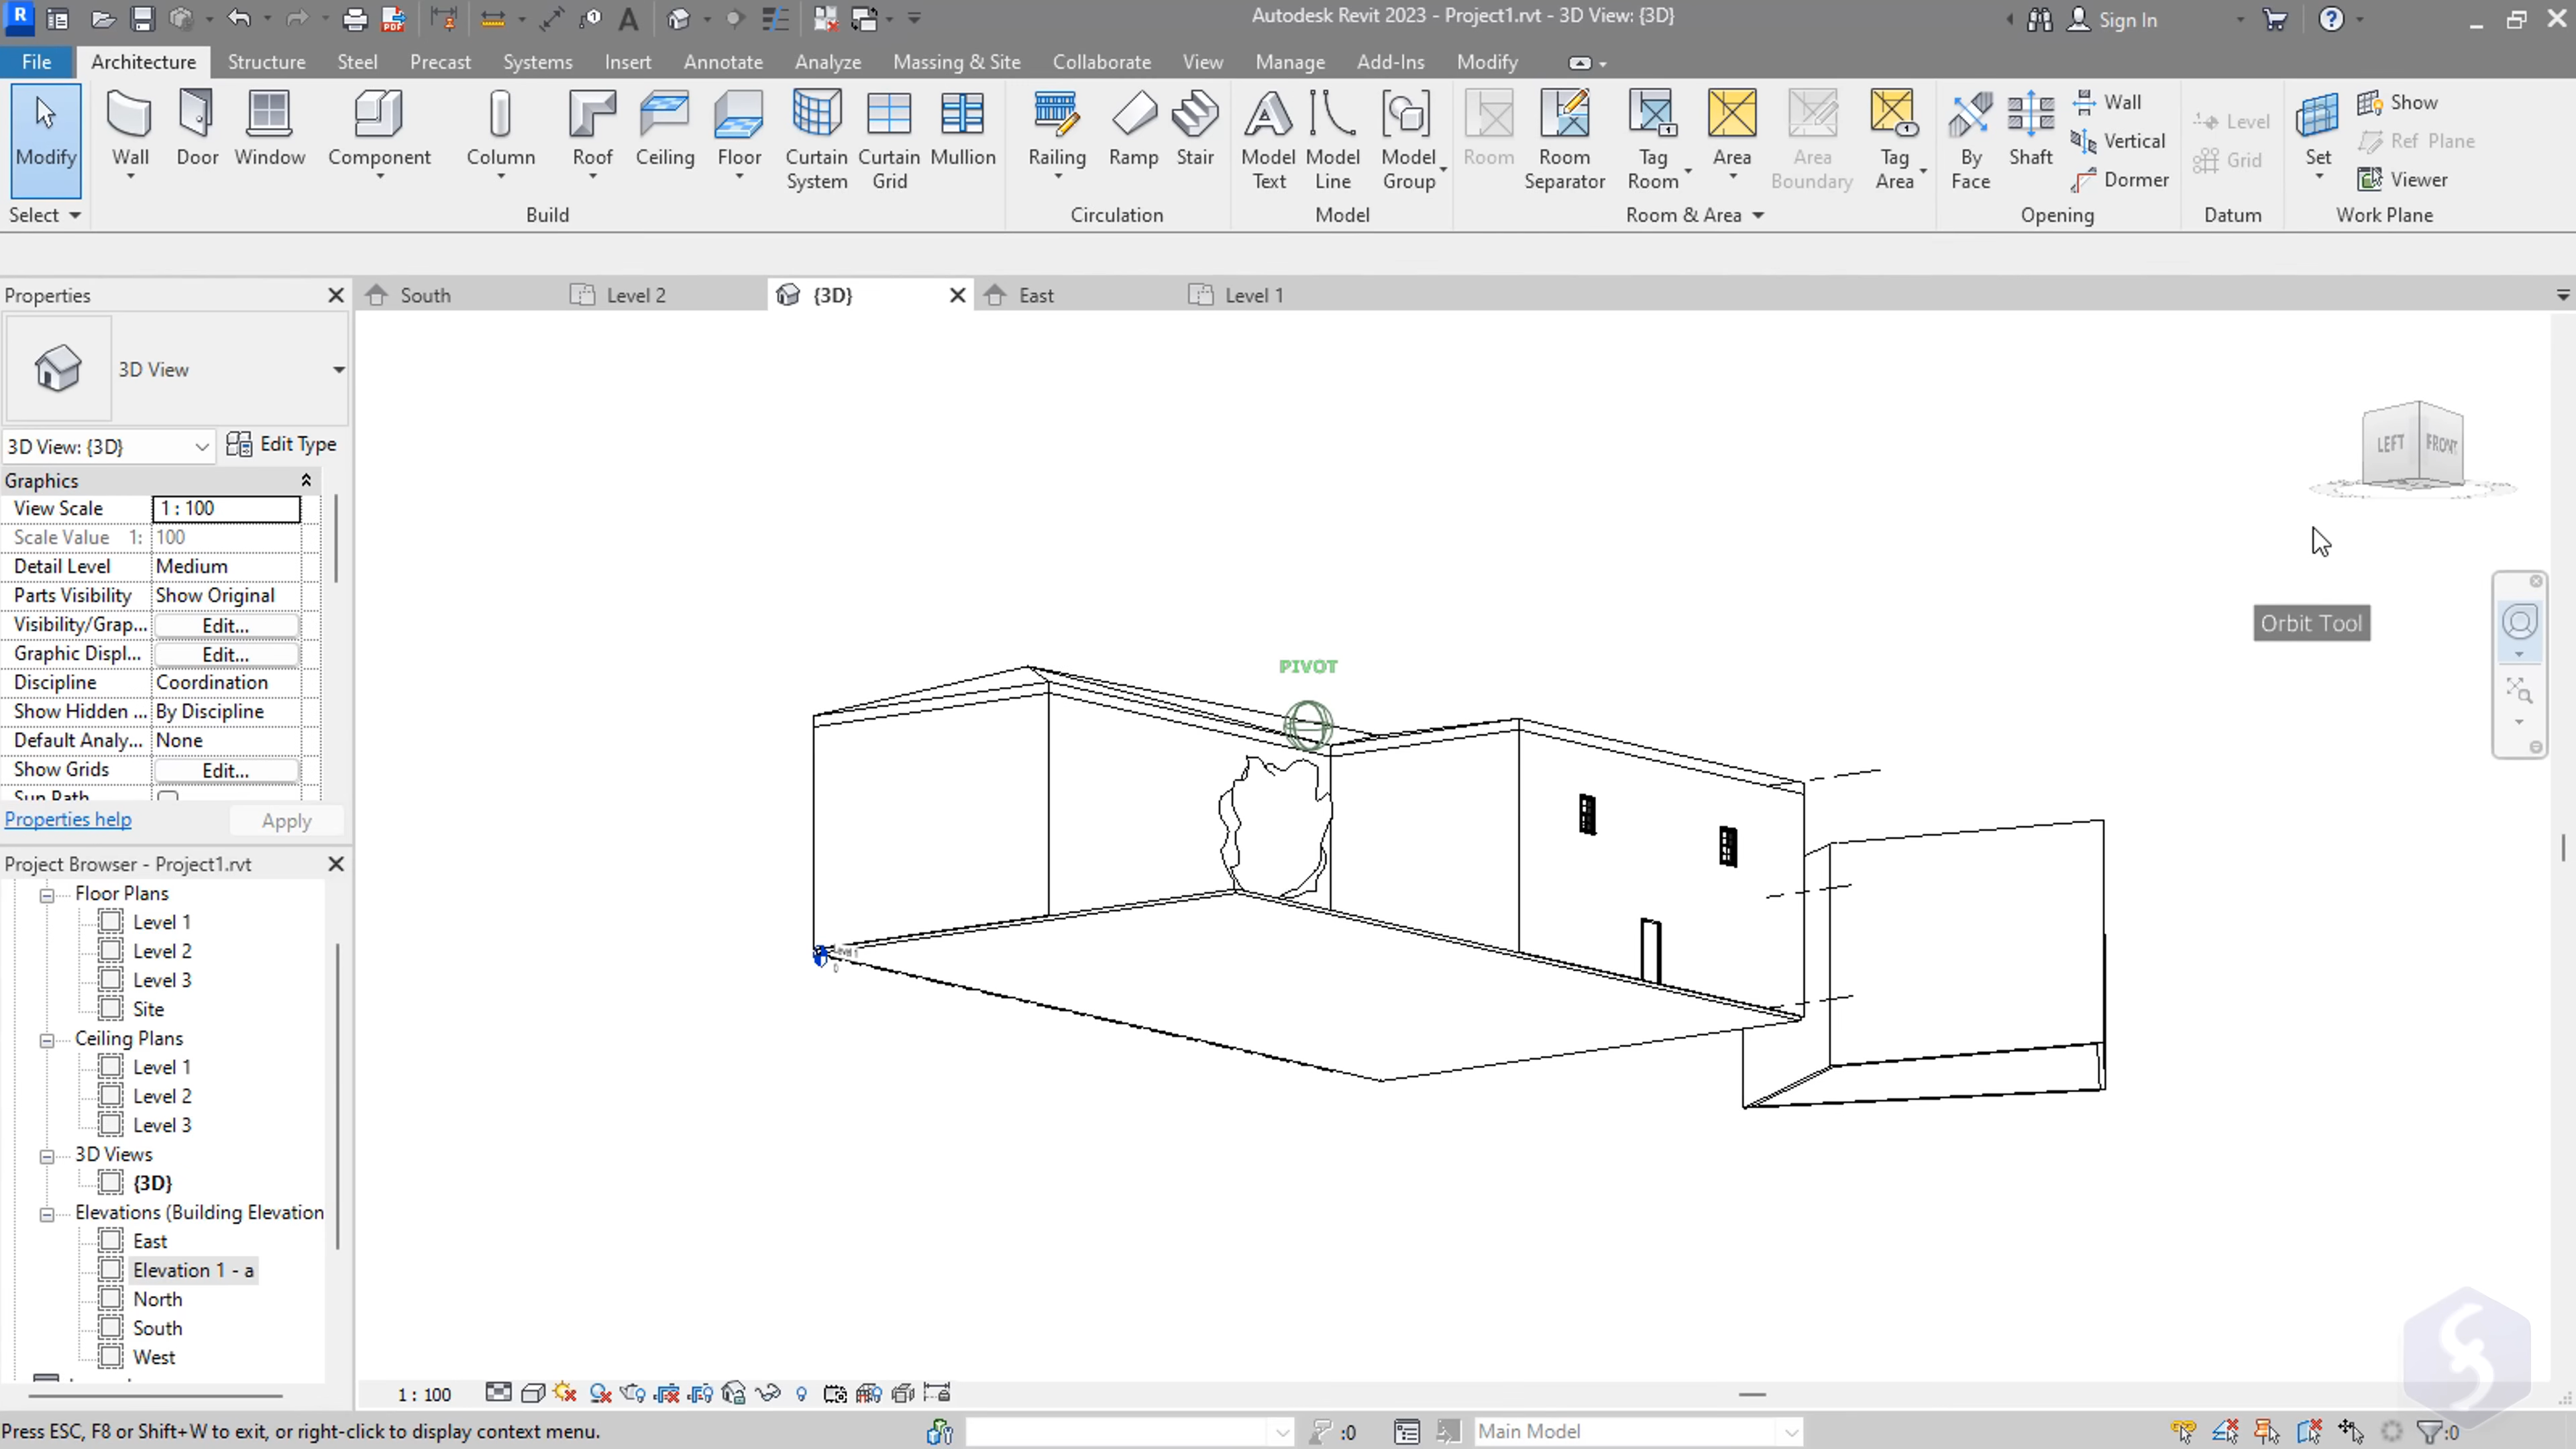 R
Autodesk Revit 2023 - Project1.rvt - 3D View: {3D}
Sign In
File Architecture Structure Steel Precast Systems Insert Annotate Analyze Massing & Site Collaborate View Manage Add-Ins Modify
Modify
Wall
Door
Window
Component
Column
Roof
Ceiling
Floor
Curtain System
Curtain Grid
Mullion
Railing
Ramp
Stair
Model Text
Model Line
Model Group
Room
Room Separator
Tag Room
Area
Area Boundary
Tag Area
By Face
Shaft
Wall
Vertical
Dormer
Level
Grid
Set
Show
Ref Plane
Viewer
Select Build Circulation Model Room & Area Opening Datum Work Plane
Properties
South Level 2 {3D} East Level 1
3D View
3D View: {3D} Edit Type
Graphics
View Scale 1 : 100
Scale Value 1: 100
Detail Level Medium
Parts Visibility Show Original
Visibility/Grap... Edit...
Graphic Displ... Edit...
Discipline Coordination
Show Hidden ... By Discipline
Default Analy... None
Show Grids Edit...
Sun Path
Properties help Apply
Project Browser - Project1.rvt
Floor Plans
Level 1
Level 2
Level 3
Site
Ceiling Plans
Level 1
Level 2
Level 3
3D Views
{3D}
Elevations (Building Elevation
East
Elevation 1 - a
North
South
West
LEFT FRONT
Orbit Tool
PIVOT
Level 1
0
1 : 100
Press ESC, F8 or Shift+W to exit, or right-click to display context menu.
:0
Main Model
:0